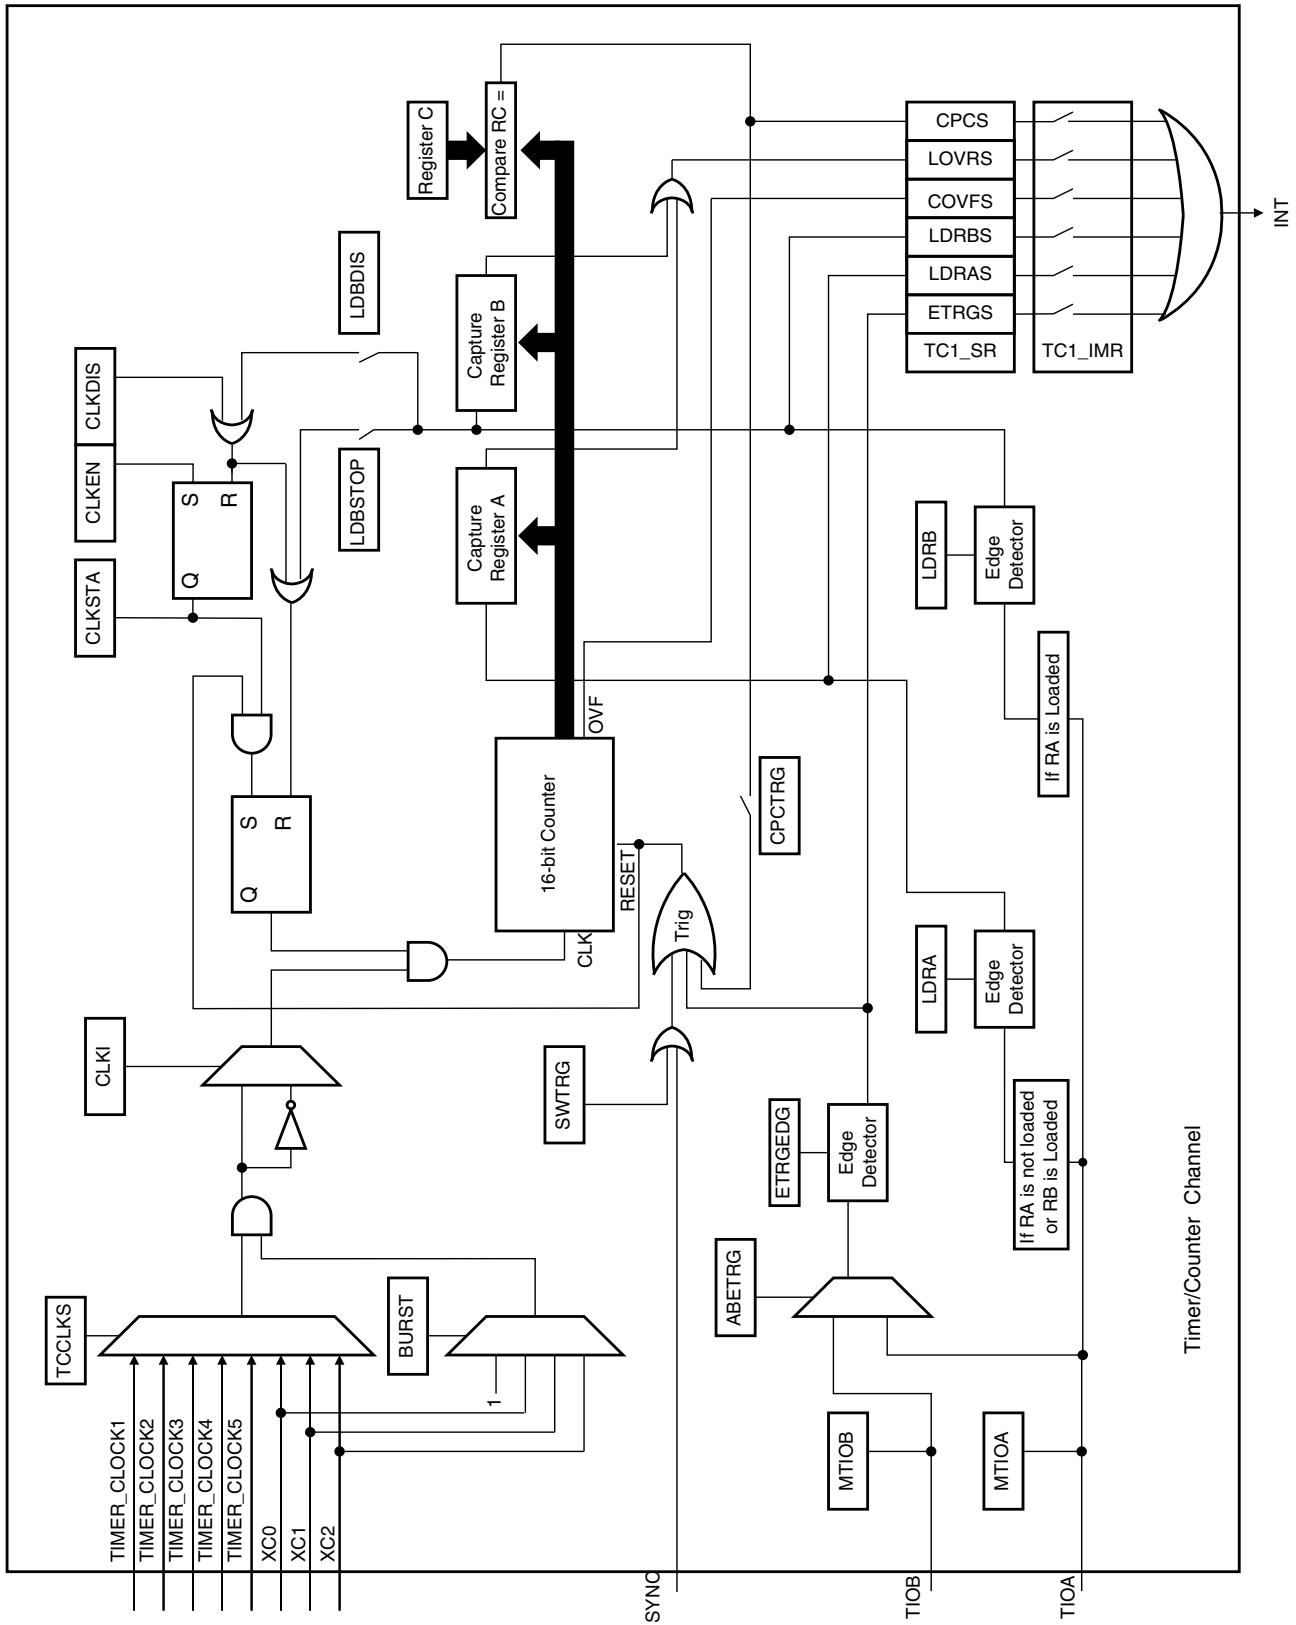 TCCLKS
TIMER_CLOCK1
TIMER_CLOCK2
TIMER_CLOCK3
TIMER_CLOCK4
TIMER_CLOCK5
XC0
XC1
XC2
BURST
1
CLKI
CLKSTA
CLKEN
CLKDIS
Q
S
R
Q
S
R
LDBSTOP
LDBDIS
16-bit Counter
CLK
OVF
RESET
Capture
Register A
Capture
Register B
Register C
Compare RC =
SWTRG
SYNC
Trig
CPCTRG
ABETRG
ETRGEDG
Edge
Detector
MTIOB
TIOB
MTIOA
TIOA
LDRA
Edge
Detector
If RA is not loaded
or RB is Loaded
LDRB
Edge
Detector
If RA is Loaded
CPCS
LOVRS
COVFS
LDRBS
LDRAS
ETRGS
TC1_SR
TC1_IMR
INT
Timer/Counter Channel